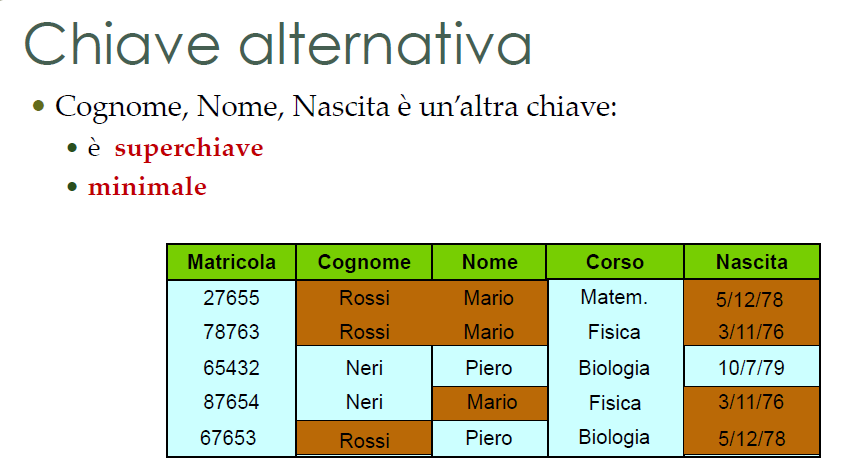 Chiave alternativa
• Cognome, Nome, Nascita è un’altra chiave:
• è superchiave
• minimale
Matricola Cognome Nome Corso Nascita
27655 Rossi Mario Matem. 5/12/78
78763 Rossi Mario Fisica 3/11/76
65432 Neri Piero Biologia 10/7/79
87654 Neri Mario Fisica 3/11/76
67653 Rossi Piero Biologia 5/12/78